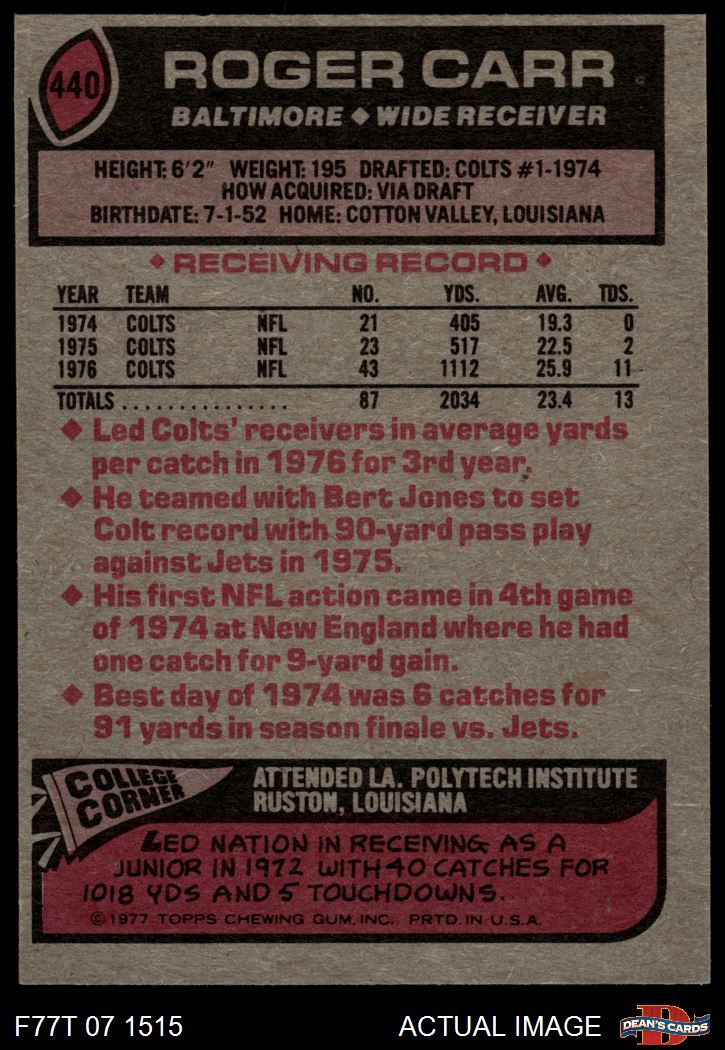 440
ROGER CARR
BALTIMORE ◆ WIDE RECEIVER
HEIGHT: 6'2" WEIGHT: 195 DRAFTED: COLTS #1-1974
HOW ACQUIRED: VIA DRAFT
BIRTHDATE: 7-1-52 HOME: COTTON VALLEY, LOUISIANA
◆ RECEIVING RECORD ◆
YEAR TEAM NO. YDS. AVG. TDS.
1974 COLTS NFL 21 405 19.3 0
1975 COLTS NFL 23 517 22.5 2
1976 COLTS NFL 43 1112 25.9 11
TOTALS ................ 87 2034 23.4 13
◆ Led Colts' receivers in average yards
per catch in 1976 for 3rd year.
◆ He teamed with Bert Jones to set
Colt record with 90-yard pass play
against Jets in 1975.
◆ His first NFL action came in 4th game
of 1974 at New England where he had
one catch for 9-yard gain.
◆ Best day of 1974 was 6 catches for
91 yards in season finale vs. Jets.
COLLEGE
CORNER
ATTENDED LA. POLYTECH INSTITUTE
RUSTON, LOUISIANA
LED NATION IN RECEIVING AS A
JUNIOR IN 1972 WITH 40 CATCHES FOR
1018 YDS AND 5 TOUCHDOWNS.
©1977 TOPPS CHEWING GUM, INC. PRTD. IN U.S.A.
F77T 07 1515 ACTUAL IMAGE
D
DEAN'S CARDS